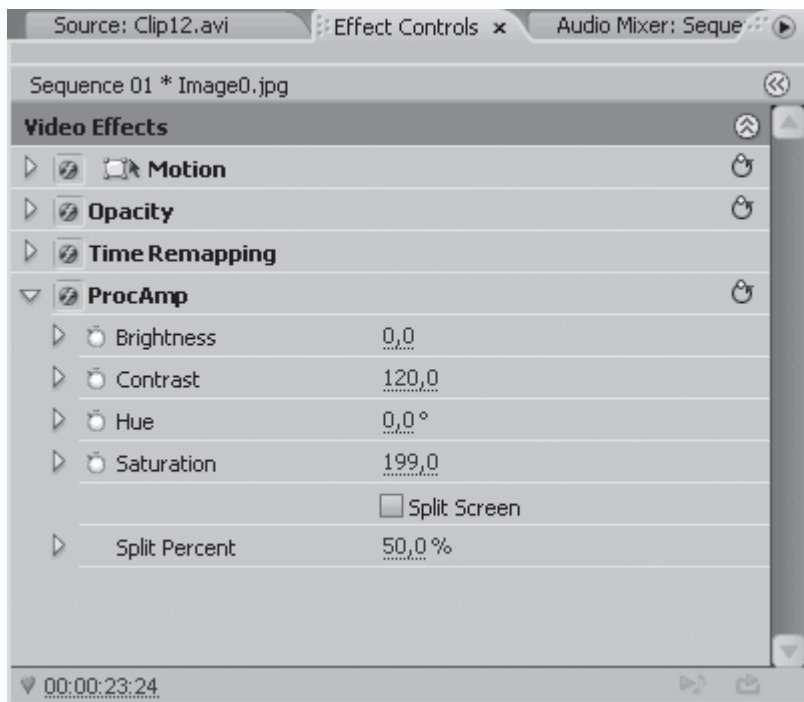 Source: Clip12.avi Effect Controls x Audio Mixer: Seque
Sequence 01 * Image0.jpg
Video Effects
Motion
Opacity
Time Remapping
ProcAmp
Brightness 0,0
Contrast 120,0
Hue 0,0°
Saturation 199,0
Split Screen
Split Percent 50,0 %
00:00:23:24